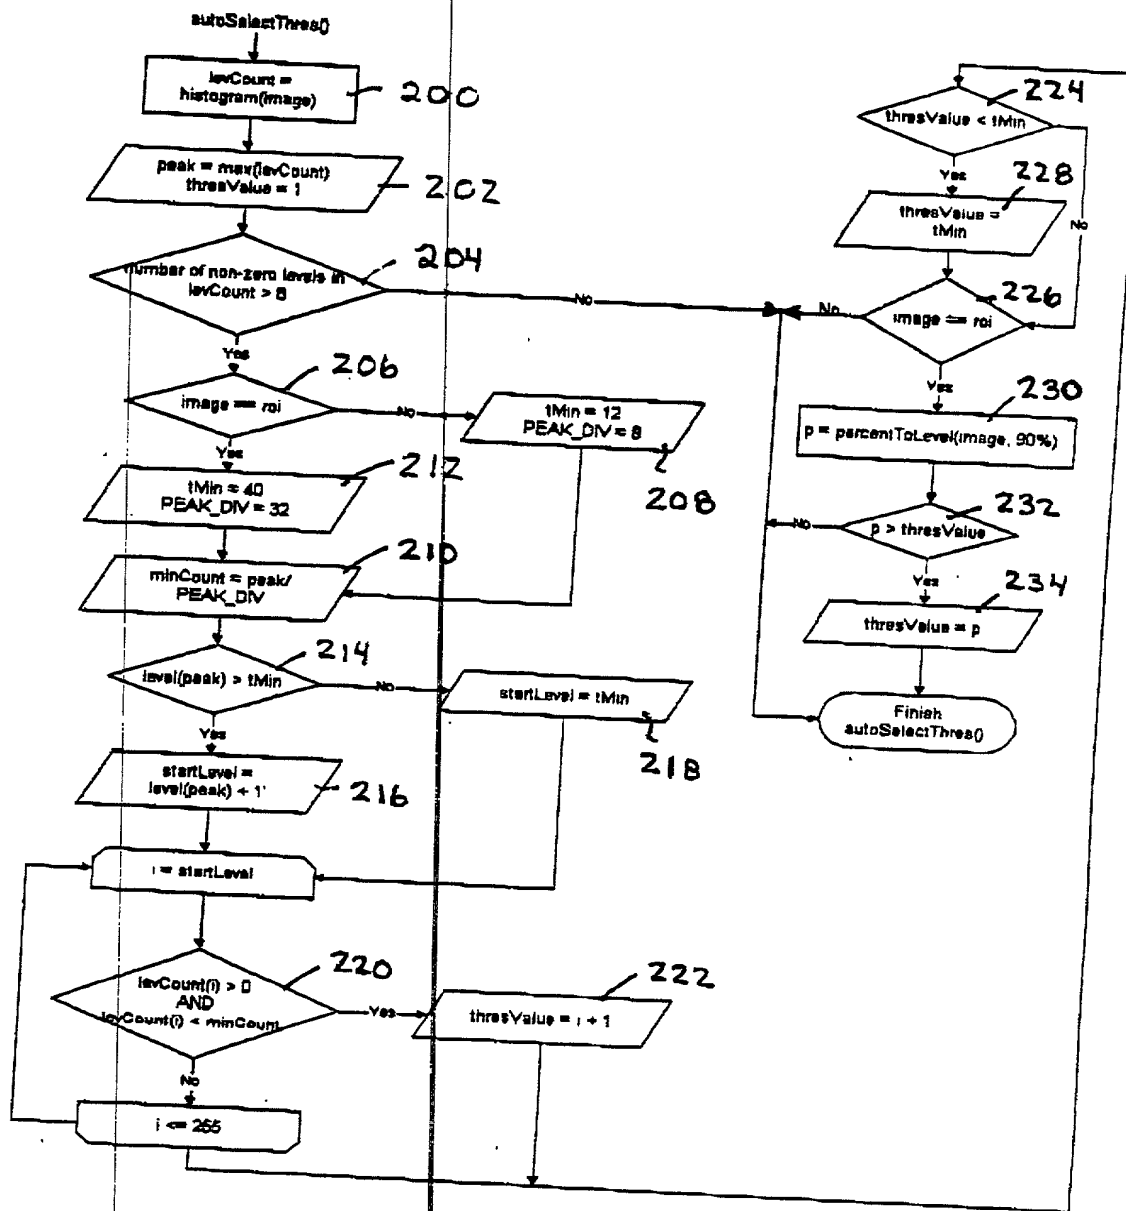 autoSelectThres()
levCount =
histogram(image)
200
peak = max(levCount)
thresValue = 1
202
number of non-zero levels in
levCount > 8
204
No
Yes
206
image == roi
No
tMin = 12
PEAK_DIV = 8
208
Yes
212
tMin = 40
PEAK_DIV = 32
210
minCount = peak/
PEAK_DIV
214
level(peak) > tMin
No
startLevel = tMin
218
Yes
startLevel =
level(peak) + 1
216
i = startLevel
220
levCount(i) > 0
AND
levCount(i) < minCount
Yes
222
thresValue = i + 1
No
i <= 255
224
thresValue < tMin
Yes
No
228
thresValue =
tMin
226
image == roi
No
Yes
230
p = percentToLevel(image, 90%)
232
p > thresValue
No
Yes
234
thresValue = p
Finish
autoSelectThres()